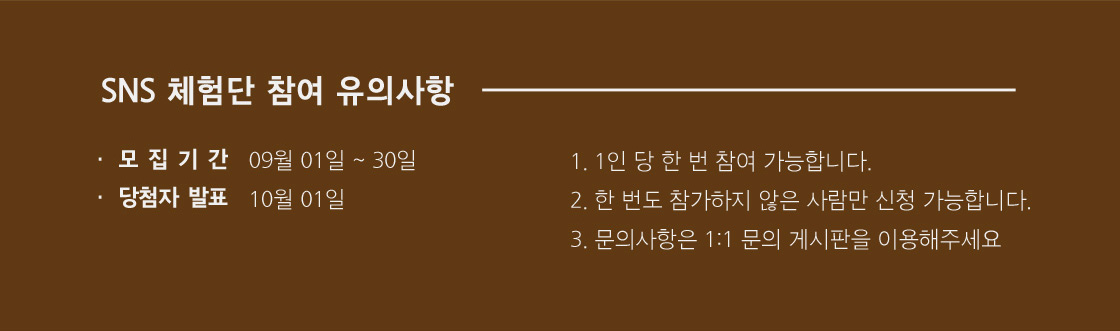 SNS 체험단 참여 유의사항
· 모 집 기 간 09월 01일 ~ 30일
· 당첨자 발표 10월 01일
1. 1인 당 한 번 참여 가능합니다.
2. 한 번도 참가하지 않은 사람만 신청 가능합니다.
3. 문의사항은 1:1 문의 게시판을 이용해주세요